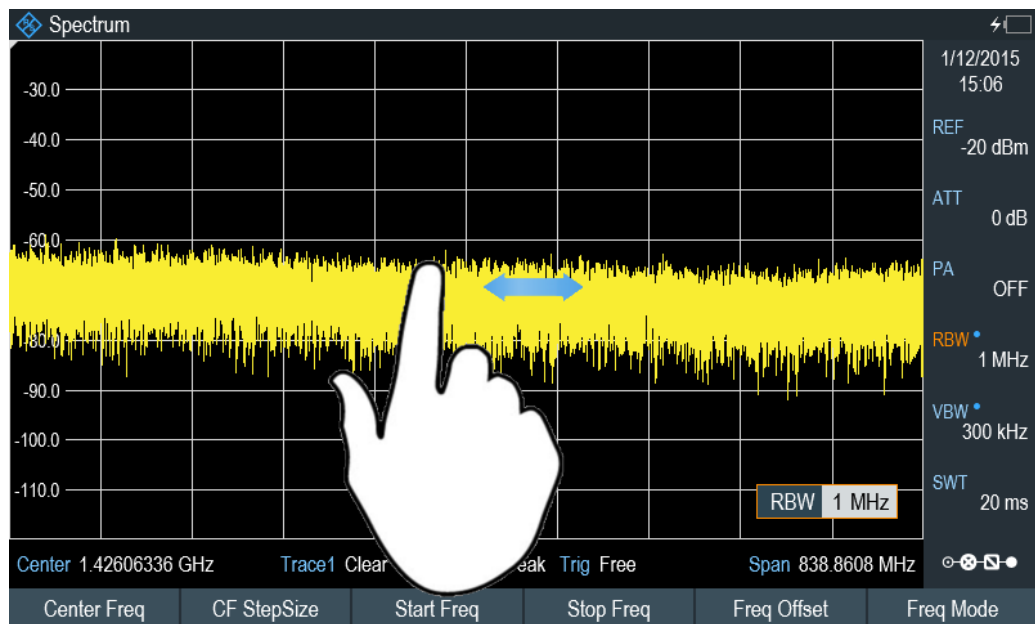 Spectrum
1/12/2015
15:06
-30.0
-40.0
-50.0
-60.0
-80.0
-90.0
-100.0
-110.0
REF
-20 dBm
ATT
0 dB
PA
OFF
RBW
1 MHz
VBW
300 kHz
SWT
20 ms
RBW 1 MHz
Center 1.42606336 GHz Trace1 Clear Trig Free Span 838.8608 MHz
Center Freq CF StepSize Start Freq Stop Freq Freq Offset Freq Mode